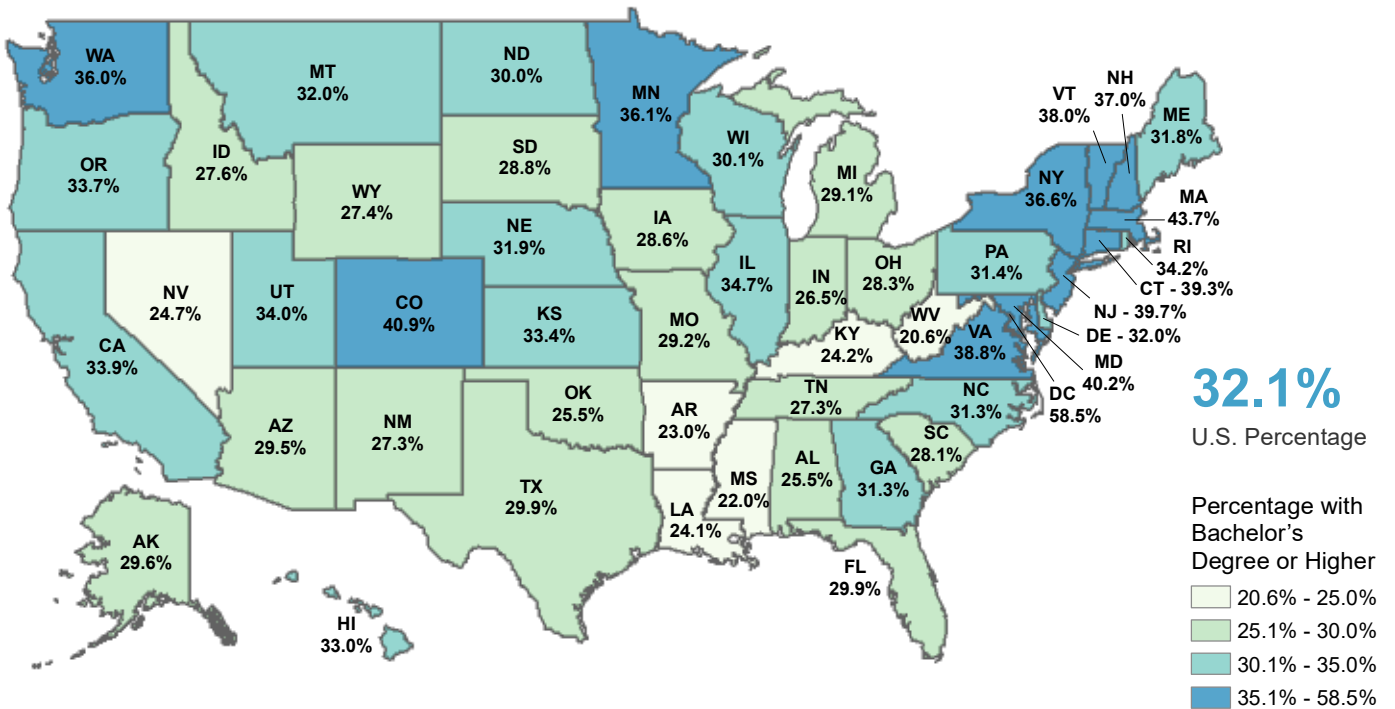 WA
36.0%
MT
32.0%
ND
30.0%
MN
36.1%
VT
38.0%
NH
37.0%
ME
31.8%
OR
33.7%
ID
27.6%
WY
27.4%
SD
28.8%
WI
30.1%
MI
29.1%
NY
36.6%
MA
43.7%
RI
34.2%
CT - 39.3%
NJ - 39.7%
DE - 32.0%
MD
40.2%
DC
58.5%
NV
24.7%
UT
34.0%
CO
40.9%
NE
31.9%
KS
33.4%
IA
28.6%
MO
29.2%
IL
34.7%
IN
26.5%
OH
28.3%
PA
31.4%
WV
20.6%
VA
38.8%
KY
24.2%
CA
33.9%
AZ
29.5%
NM
27.3%
OK
25.5%
AR
23.0%
TN
27.3%
NC
31.3%
SC
28.1%
TX
29.9%
LA
24.1%
MS
22.0%
AL
25.5%
GA
31.3%
FL
29.9%
AK
29.6%
HI
33.0%
32.1%
U.S. Percentage
Percentage with
Bachelor's
Degree or Higher
20.6% - 25.0%
25.1% - 30.0%
30.1% - 35.0%
35.1% - 58.5%